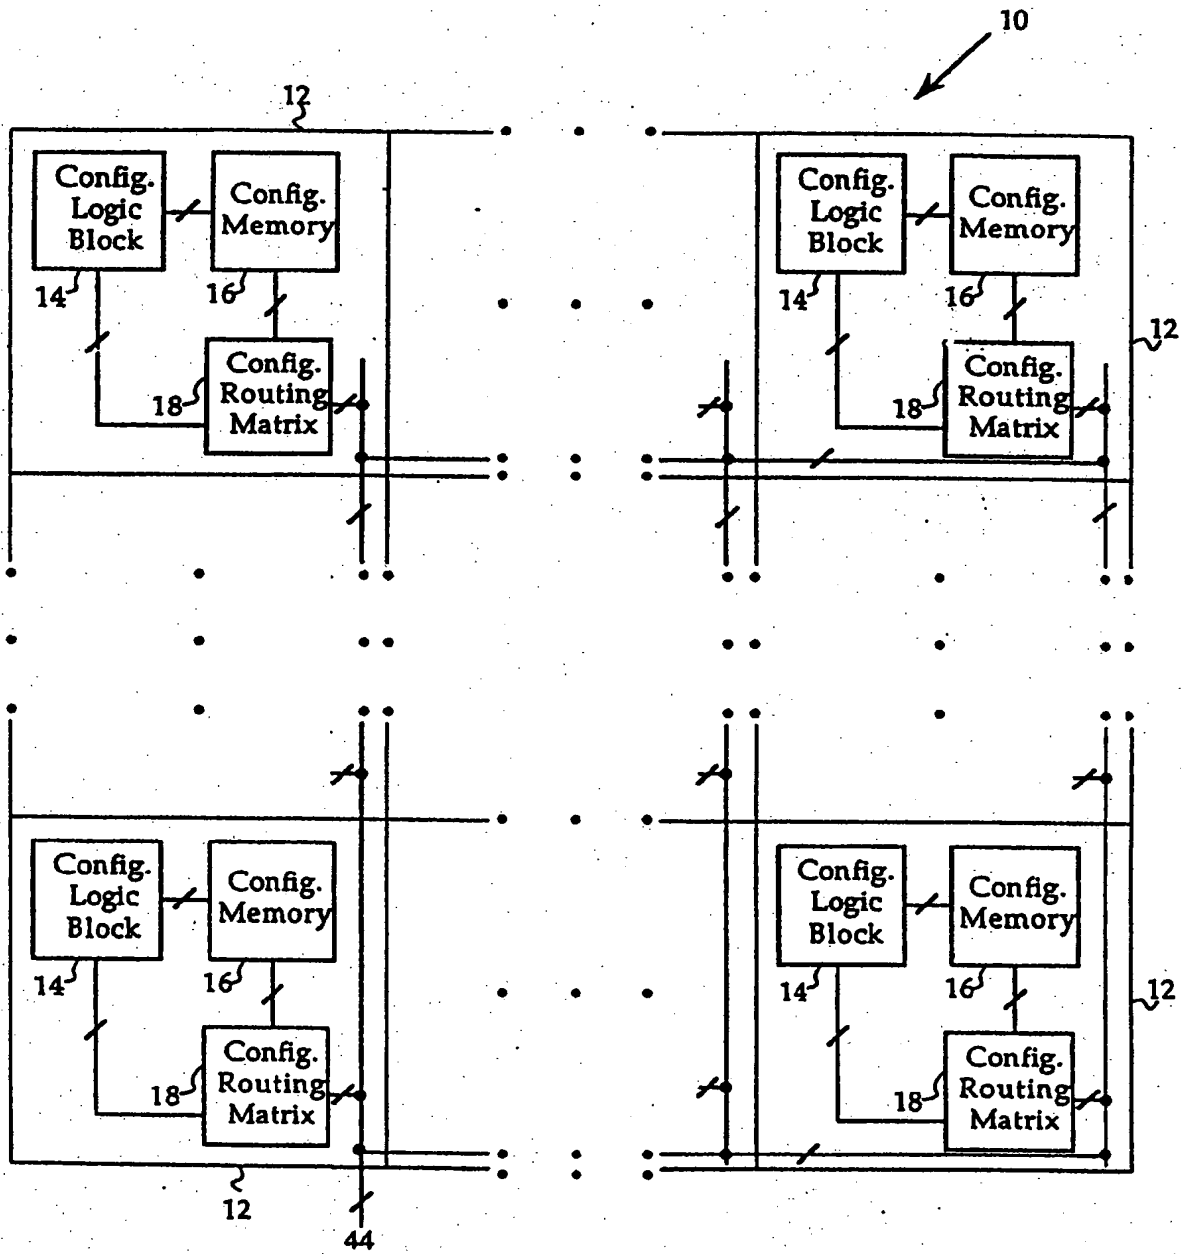 10
12
Config.
Logic
Block
Config.
Memory
14
16
Config.
Routing
Matrix
18
Config.
Logic
Block
Config.
Memory
14
16
12
Config.
Routing
Matrix
18
Config.
Logic
Block
Config.
Memory
14
16
Config.
Routing
Matrix
18
12
44
Config.
Logic
Block
Config.
Memory
14
16
12
Config.
Routing
Matrix
18